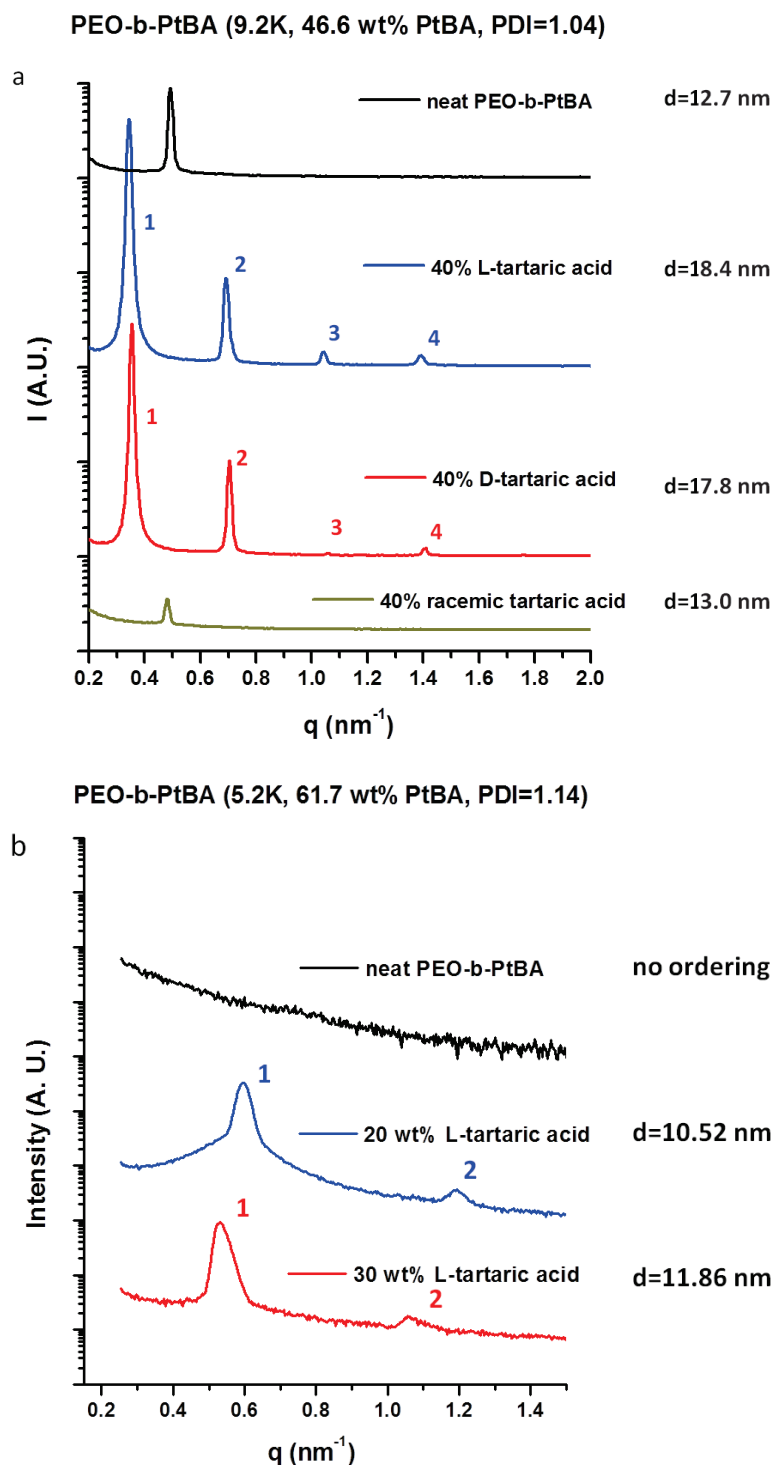 PEO-b-PtBA (9.2K, 46.6 wt% PtBA, PDI=1.04)
a
neat PEO-b-PtBA
d=12.7 nm
1
2
40% L-tartaric acid
d=18.4 nm
3
4
1
2
40% D-tartaric acid
d=17.8 nm
3
4
40% racemic tartaric acid
d=13.0 nm
I (A.U.)
0.2 0.4 0.6 0.8 1.0 1.2 1.4 1.6 1.8 2.0
q (nm⁻¹)
PEO-b-PtBA (5.2K, 61.7 wt% PtBA, PDI=1.14)
b
neat PEO-b-PtBA
no ordering
1
20 wt% L-tartaric acid
d=10.52 nm
2
1
30 wt% L-tartaric acid
d=11.86 nm
2
Intensity (A. U.)
0.2 0.4 0.6 0.8 1.0 1.2 1.4
q (nm⁻¹)